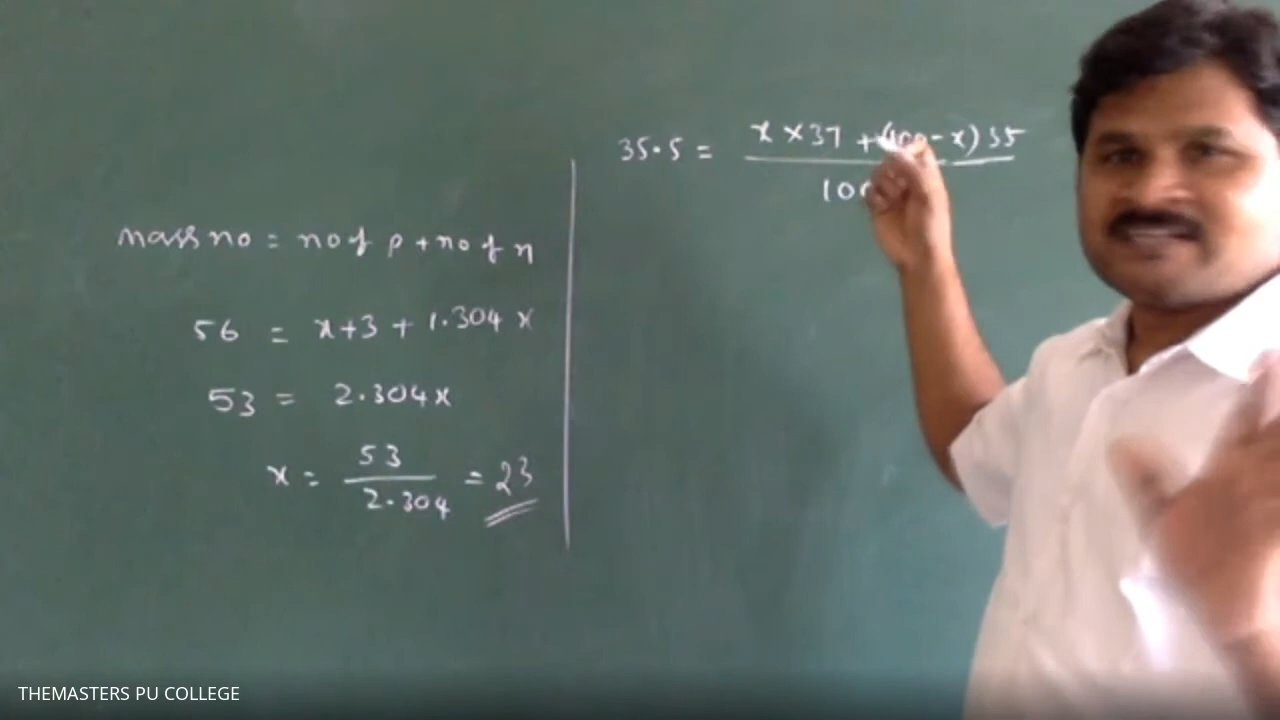 mass no = no of p + no of n
56 = x+3 + 1.304 x
53 = 2.304x
x = 53 / 2.304 = 23
35.5 = x × 37 + (100 - x) 35 / 100
THEMASTERS PU COLLEGE